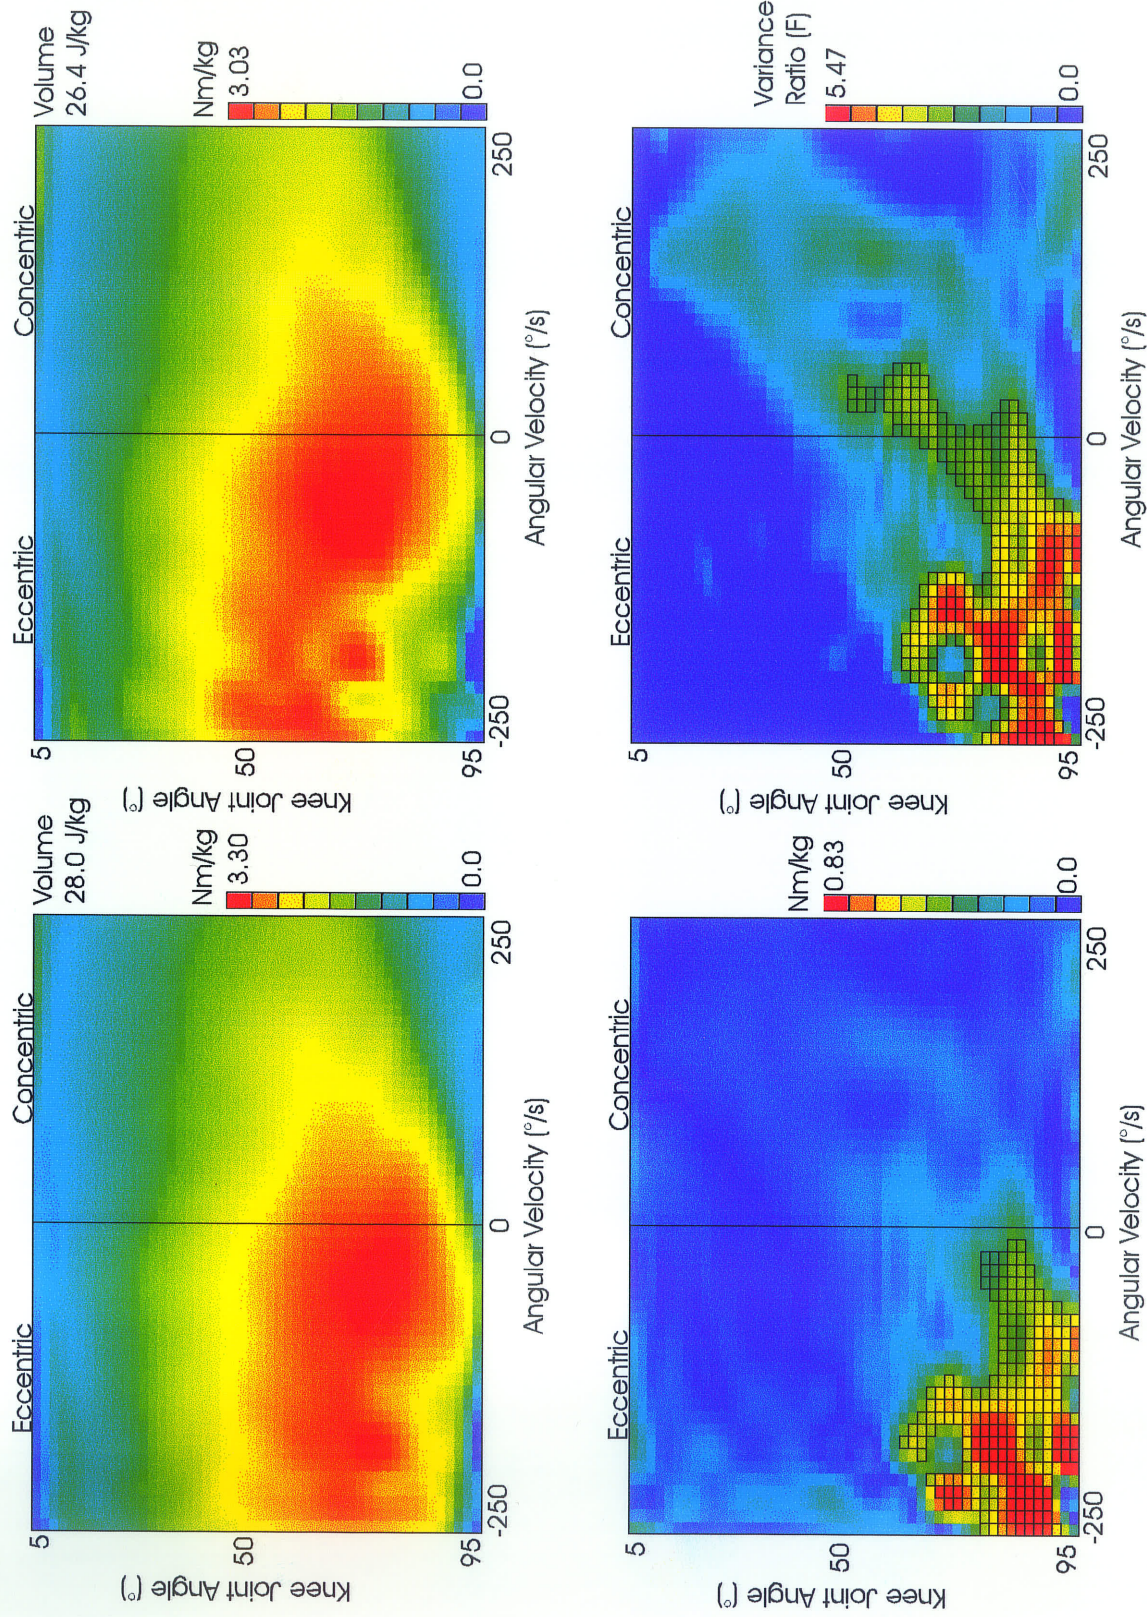 Volume
28.0 J/kg
Nm/kg
3.30
0.0
Eccentric
Concentric
5
50
95
Knee Joint Angle (°)
-250
0
250
Angular Velocity (°/s)
Volume
26.4 J/kg
Nm/kg
3.03
0.0
Eccentric
Concentric
5
50
95
Knee Joint Angle (°)
-250
0
250
Angular Velocity (°/s)
Nm/kg
0.83
0.0
Eccentric
Concentric
5
50
95
Knee Joint Angle (°)
-250
0
250
Angular Velocity (°/s)
Variance
Ratio (F)
5.47
0.0
Eccentric
Concentric
50
95
Knee Joint Angle (°)
-250
0
250
Angular Velocity (°/s)